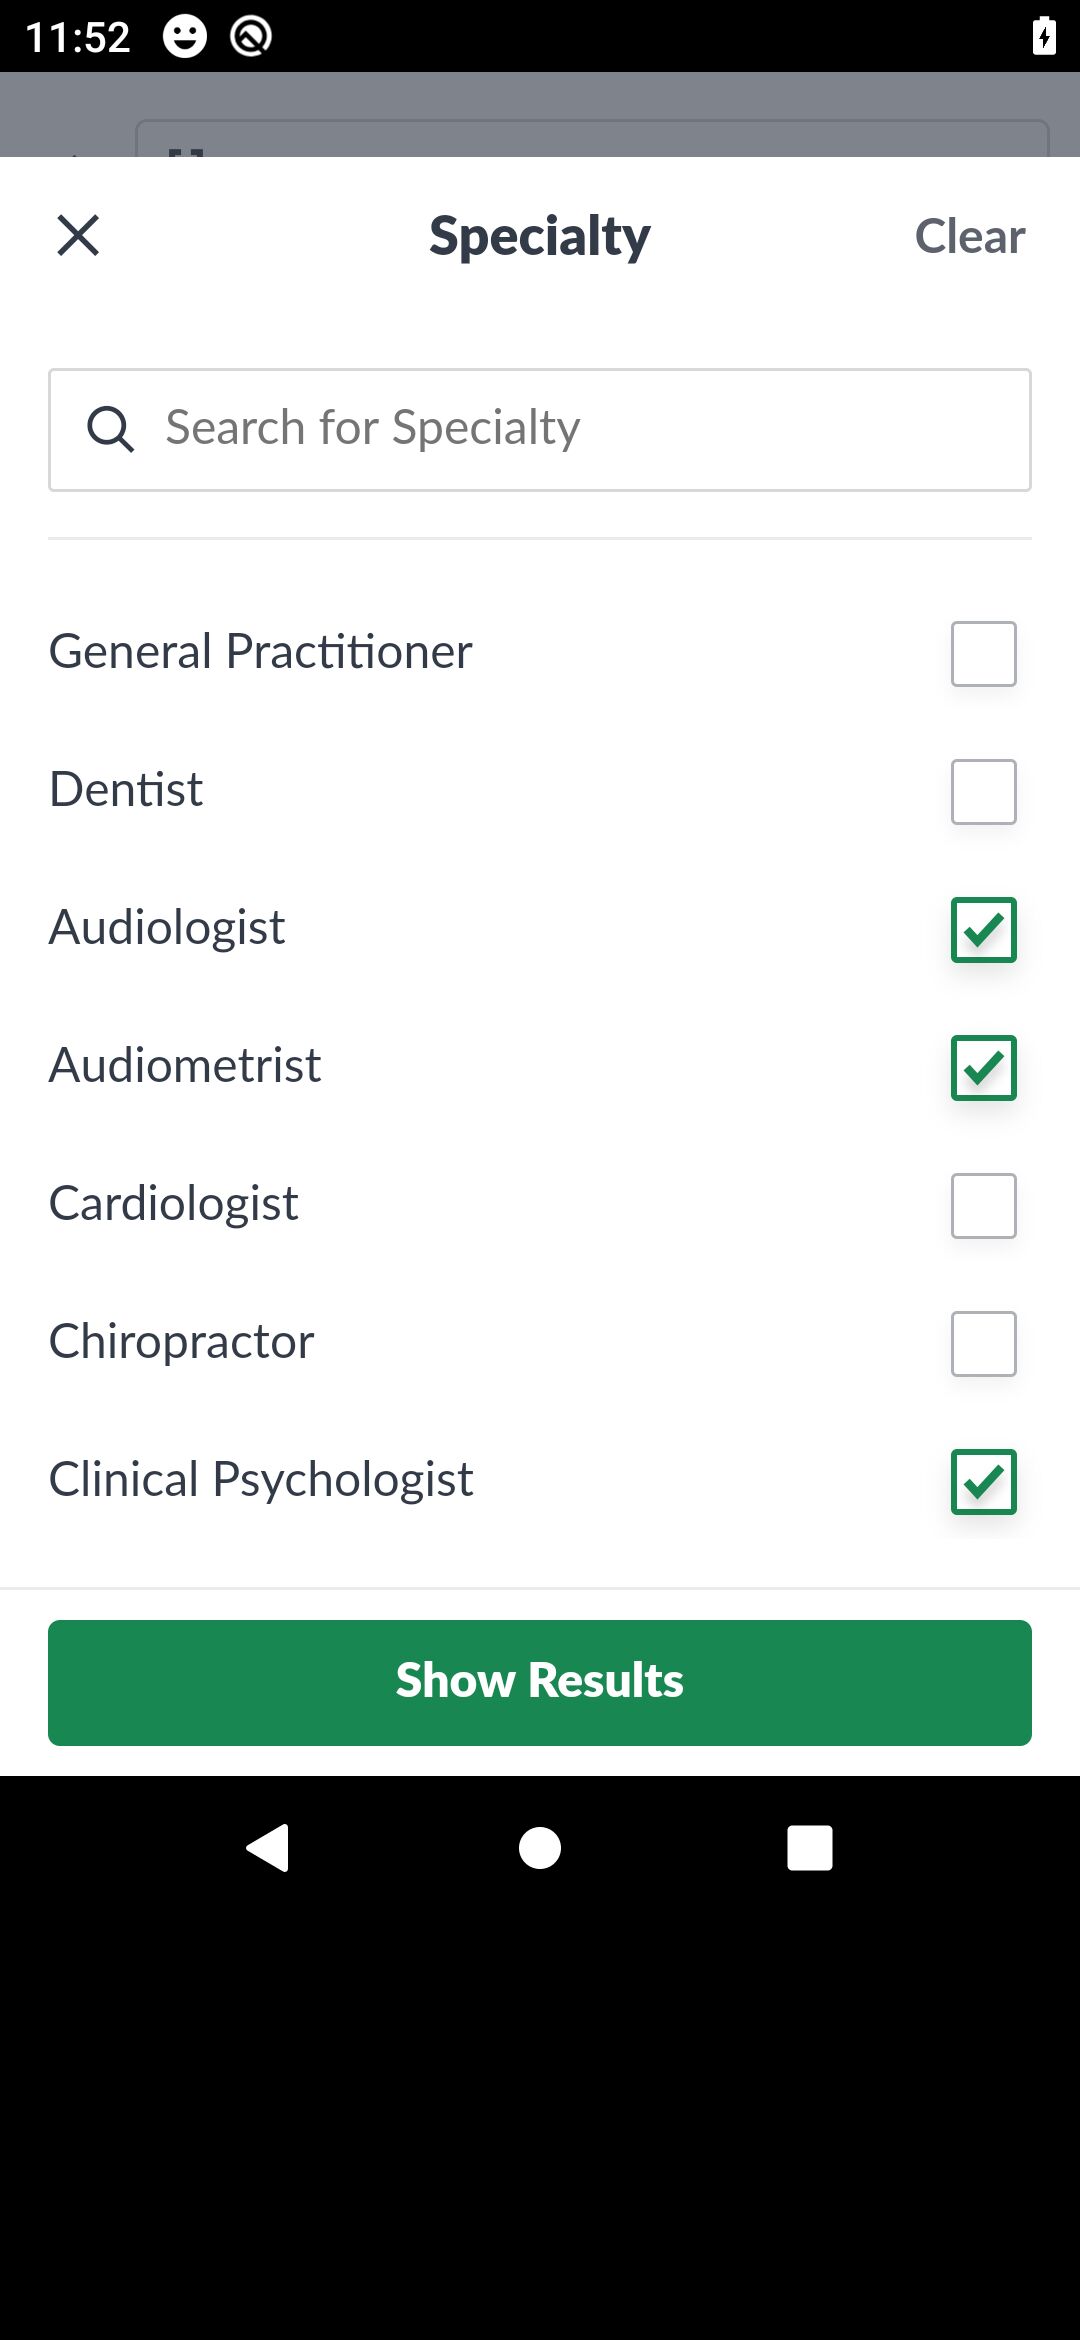 11:52
Specialty
Clear
Search for Specialty
General Practitioner
Dentist
Audiologist
Audiometrist
Cardiologist
Chiropractor
Clinical Psychologist
Show Results